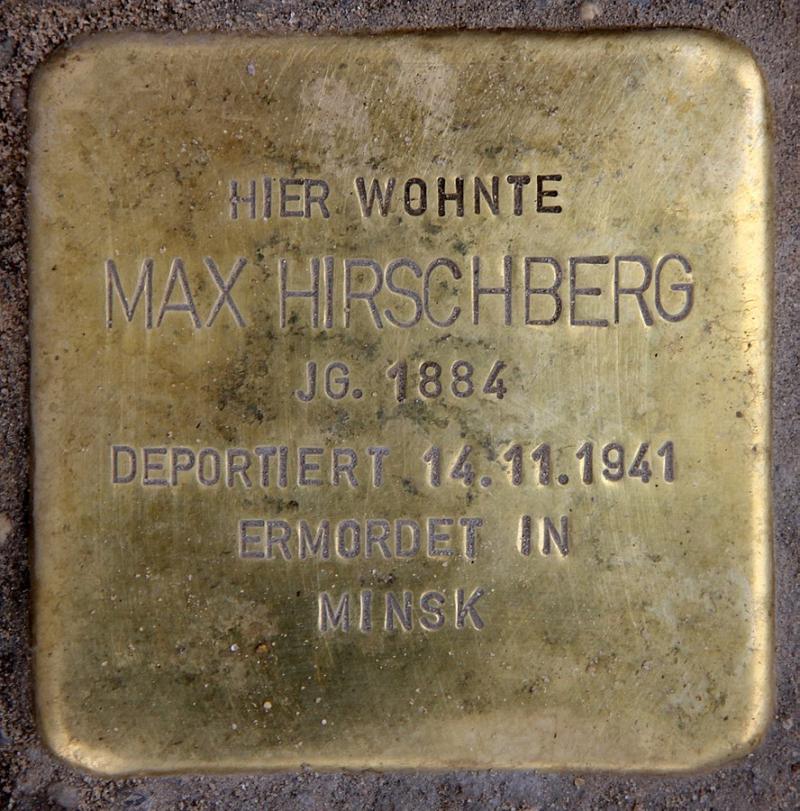 HIER WOHNTE
MAX HIRSCHBERG
JG. 1884
DEPORTIERT 14.11.1941
ERMORDET IN
MINSK